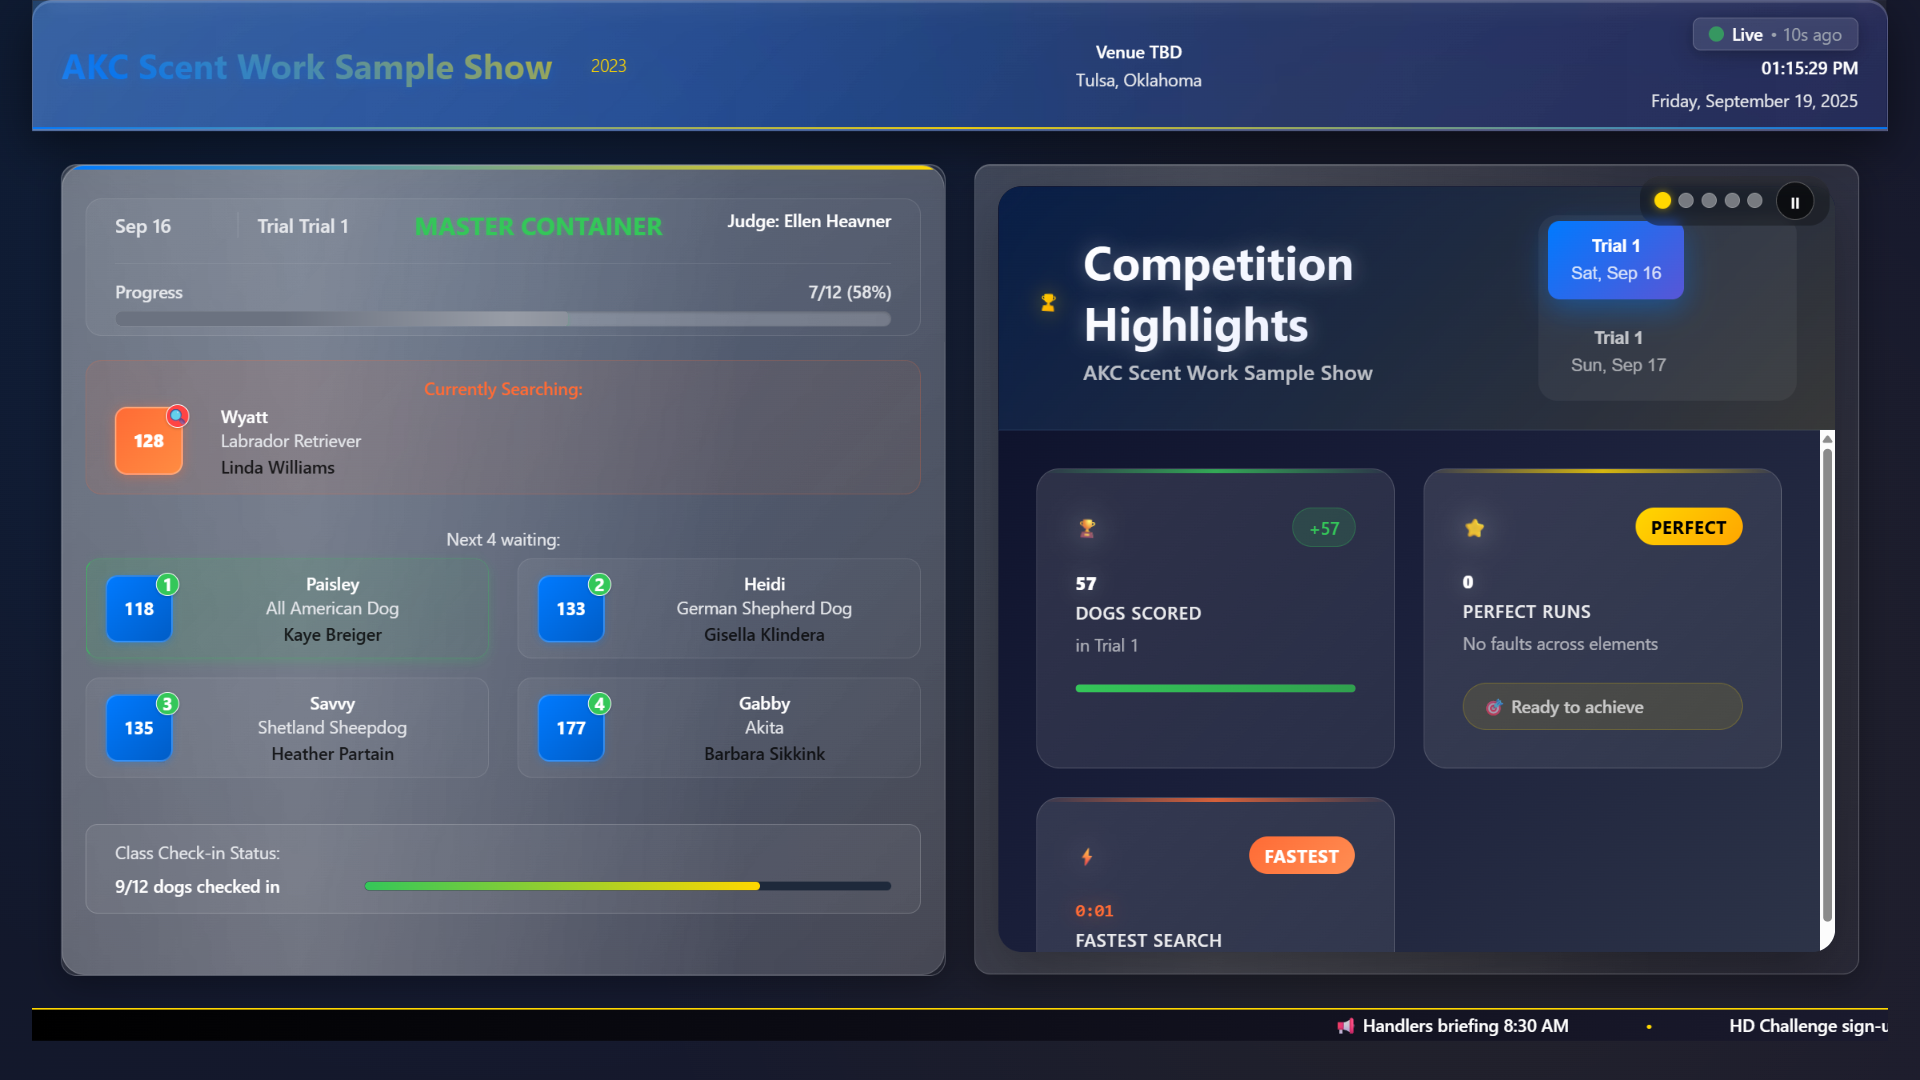 AKC Scent Work Sample Show 2023
Venue TBD
Tulsa, Oklahoma
Live • 10s ago
01:15:29 PM
Friday, September 19, 2025
Sep 16
Trial Trial 1
MASTER CONTAINER
Judge: Ellen Heavner
Progress
7/12 (58%)
Currently Searching:
128
Wyatt
Labrador Retriever
Linda Williams
Next 4 waiting:
118
1
Paisley
All American Dog
Kaye Breiger
133
2
Heidi
German Shepherd Dog
Gisella Klindera
135
3
Savvy
Shetland Sheepdog
Heather Partain
177
4
Gabby
Akita
Barbara Sikkink
Class Check-in Status:
9/12 dogs checked in
Competition
Highlights
AKC Scent Work Sample Show
Trial 1
Sat, Sep 16
Trial 1
Sun, Sep 17
+57
57
DOGS SCORED
in Trial 1
PERFECT
0
PERFECT RUNS
No faults across elements
Ready to achieve
FASTEST
0:01
FASTEST SEARCH
Handlers briefing 8:30 AM • HD Challenge sign-u